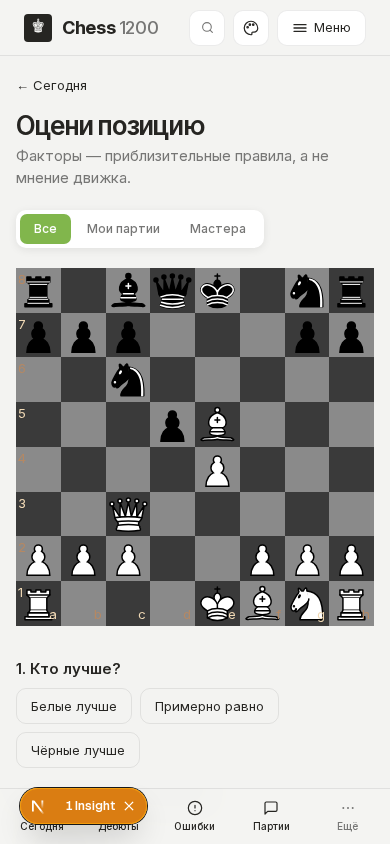 Chess 1200
Меню
← Сегодня
Оцени позицию
Факторы — приблизительные правила, а не
мнение движка.
Все
Мои партии
Мастера
7
5
3
1
a
c
e
g
1. Кто лучше?
Белые лучше
Примерно равно
Чёрные лучше
N
1 Insight
Сегодня
Дебюты
Ошибки
Партии
Ещё